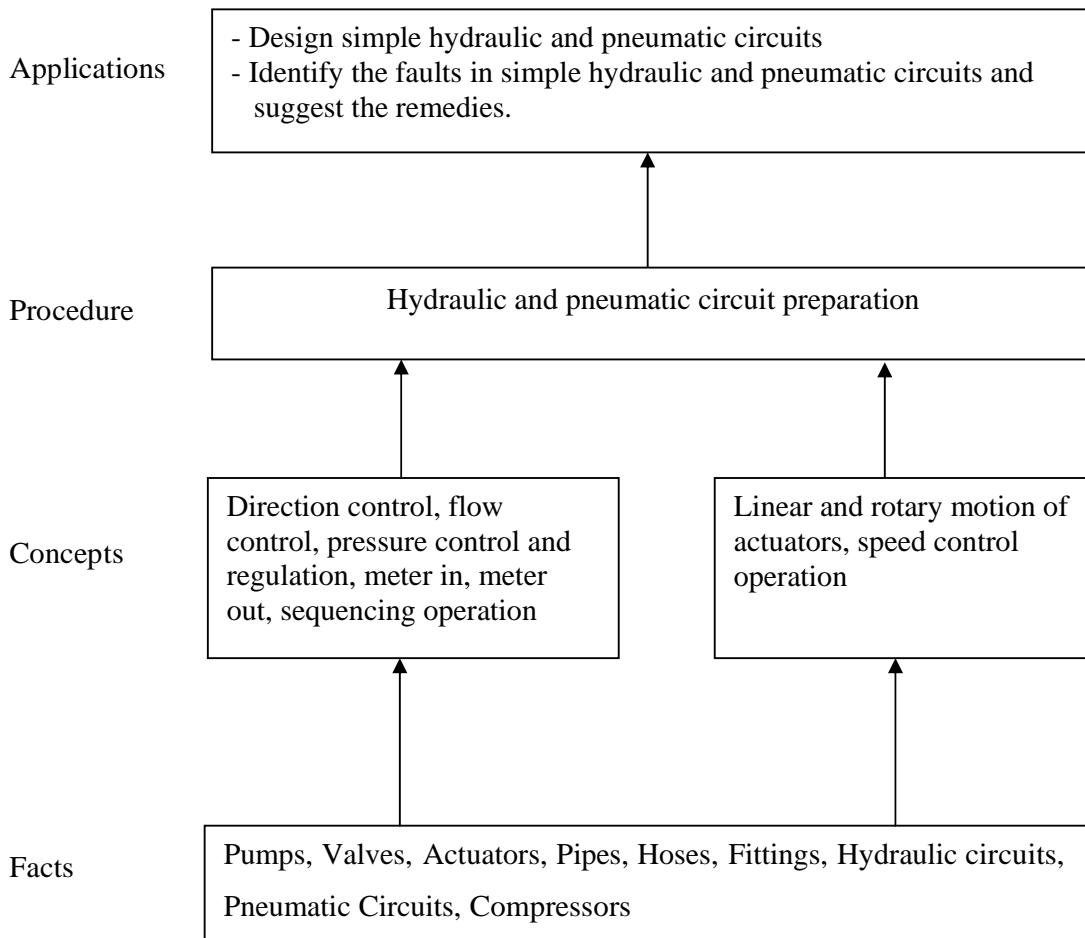 Applications
- Design simple hydraulic and pneumatic circuits
- Identify the faults in simple hydraulic and pneumatic circuits and
suggest the remedies.
Procedure
Hydraulic and pneumatic circuit preparation
Concepts
Direction control, flow
control, pressure control and
regulation, meter in, meter
out, sequencing operation
Linear and rotary motion of
actuators, speed control
operation
Facts
Pumps, Valves, Actuators, Pipes, Hoses, Fittings, Hydraulic circuits,
Pneumatic Circuits, Compressors